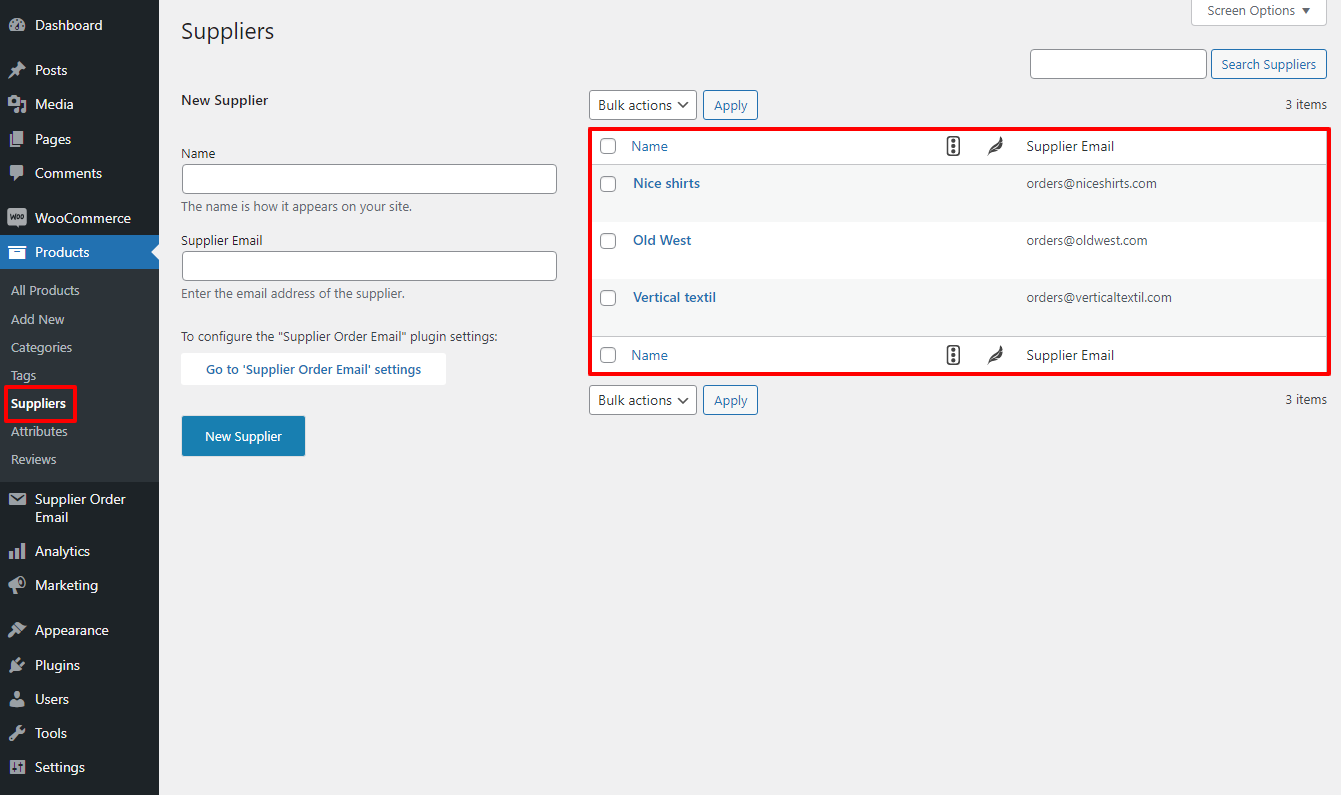 Dashboard
Posts
Media
Pages
Comments
WOO WooCommerce
Products
All Products
Add New
Categories
Tags
Suppliers
Attributes
Reviews
Supplier Order
Email
Analytics
Marketing
Appearance
Plugins
Users
Tools
Settings
Screen Options ▼
Suppliers
Search Suppliers
New Supplier
Name
The name is how it appears on your site.
Supplier Email
Enter the email address of the supplier.
To configure the "Supplier Order Email" plugin settings:
Go to 'Supplier Order Email' settings
New Supplier
Bulk actions Apply 3 items
Name Supplier Email
Nice shirts orders@niceshirts.com
Old West orders@oldwest.com
Vertical textil orders@verticaltextil.com
Name Supplier Email
Bulk actions Apply 3 items